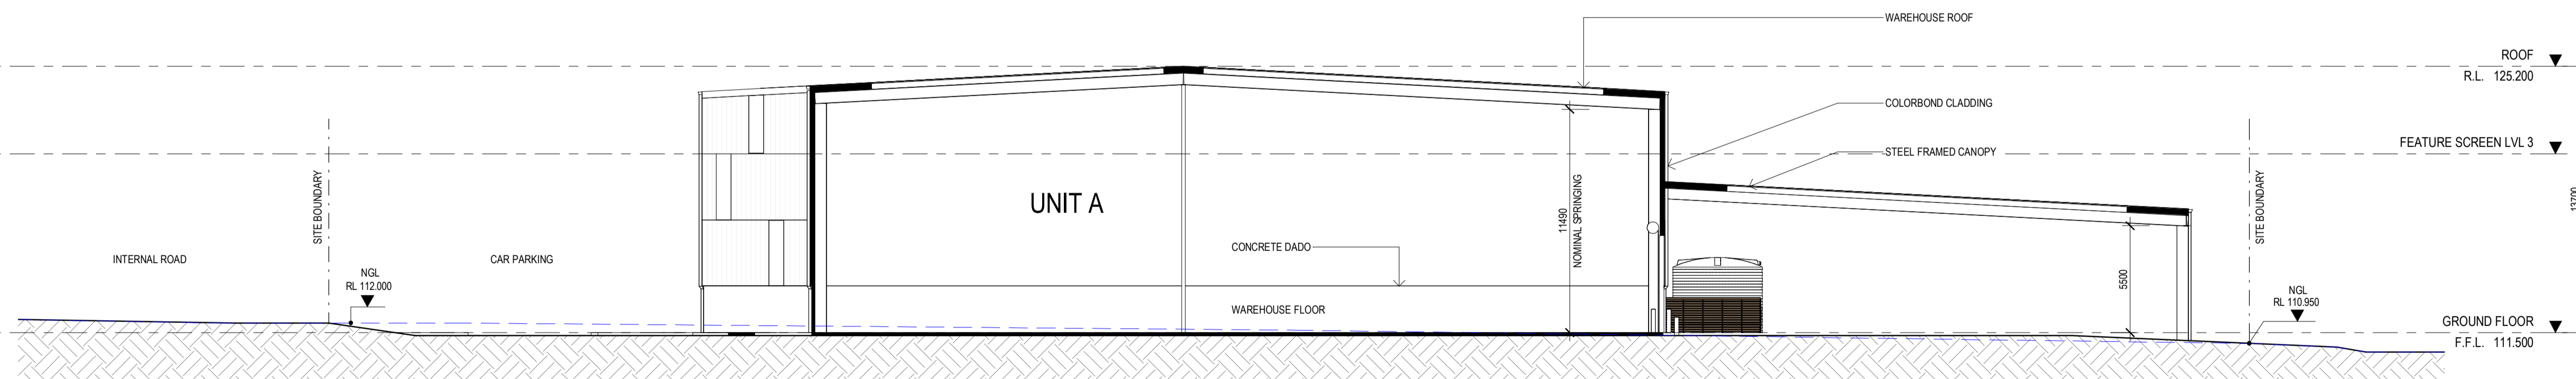 WAREHOUSE ROOF
ROOF
R.L. 125.200
COLORBOND CLADDING
FEATURE SCREEN LVL 3
STEEL FRAMED CANOPY
SITE BOUNDARY
UNIT A
11490
NOMINAL SPRINGING
SITE BOUNDARY
13700
CONCRETE DADO
INTERNAL ROAD
CAR PARKING
NGL
RL 112.000
5500
NGL
RL 110.950
WAREHOUSE FLOOR
GROUND FLOOR
F.F.L. 111.500